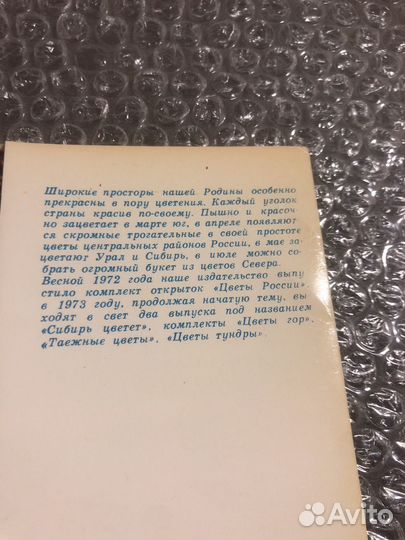 Широкие просторы нашей Родины особенно
прекрасны в пору цветения. Каждый уголок
страны красив по-своему. Пышно и красоч-
но зацветает в марте юг, в апреле появляют
ся скромные трогательные в своей простоте
цветы центральных районов России, в мае за-
цветают Урал и Сибирь, в июле можно со-
брать огромный букет из цветов Севера.
Весной 1972 года наше издательство выпу
стило комплект открыток «Цветы России»
в 1973 году, продолжая начатую тему, вы
ходят в свет два выпуска под названием
«Сибирь цветет», комплекты «Цветы гор»,
«Таежные цветы», «Цветы тундры»
Avito